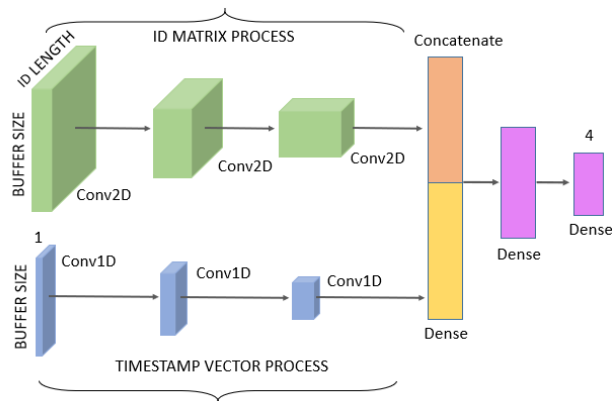 ID MATRIX PROCESS
Concatenate
ID LENGTH
BUFFER SIZE
Conv2D
Conv2D
Conv2D
4
Dense
Dense
1
BUFFER SIZE
Conv1D
Conv1D
Conv1D
Dense
TIMESTAMP VECTOR PROCESS